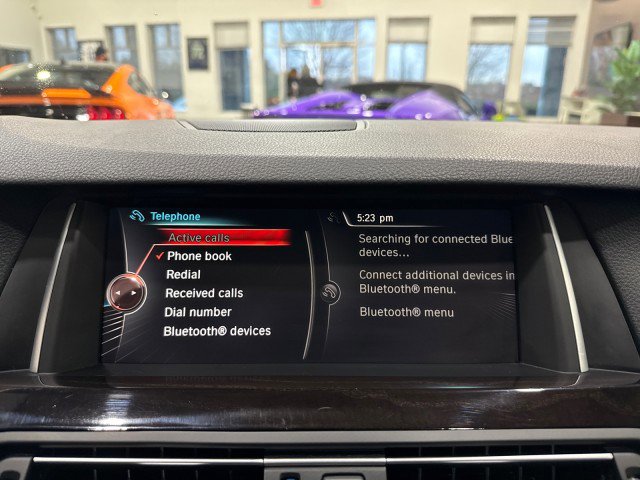 Telephone
Active calls
Phone book
Redial
Received calls
Dial number
Bluetooth® devices
5:23 pm
Searching for connected Blue
devices...
Connect additional devices in
Bluetooth® menu.
Bluetooth® menu